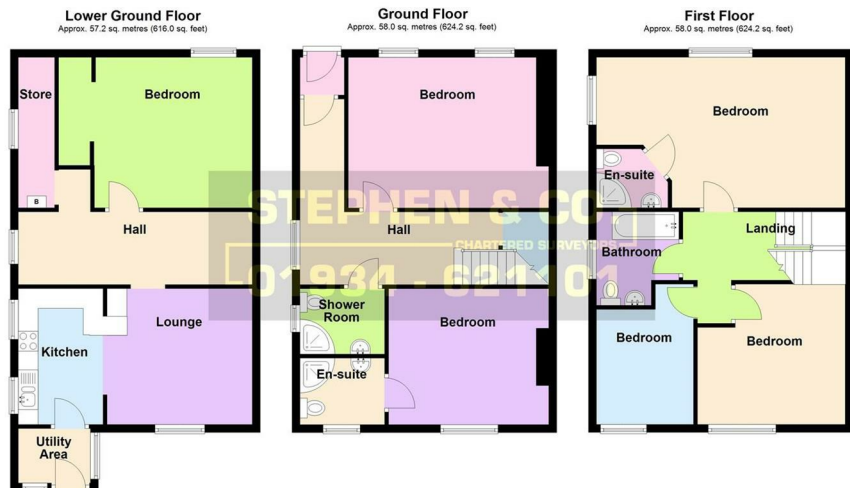 Lower Ground Floor
Approx. 57.2 sq. metres (616.0 sq. feet)
Store
Bedroom
B
Hall
Lounge
Kitchen
Utility
Area
Ground Floor
Approx. 58.0 sq. metres (624.2 sq. feet)
Bedroom
Hall
Shower
Room
Bedroom
En-suite
First Floor
Approx. 58.0 sq. metres (624.2 sq. feet)
Bedroom
En-suite
Landing
Bathroom
Bedroom
Bedroom
STEPHEN & CO
CHARTERED SURVEYORS
01934 - 621101